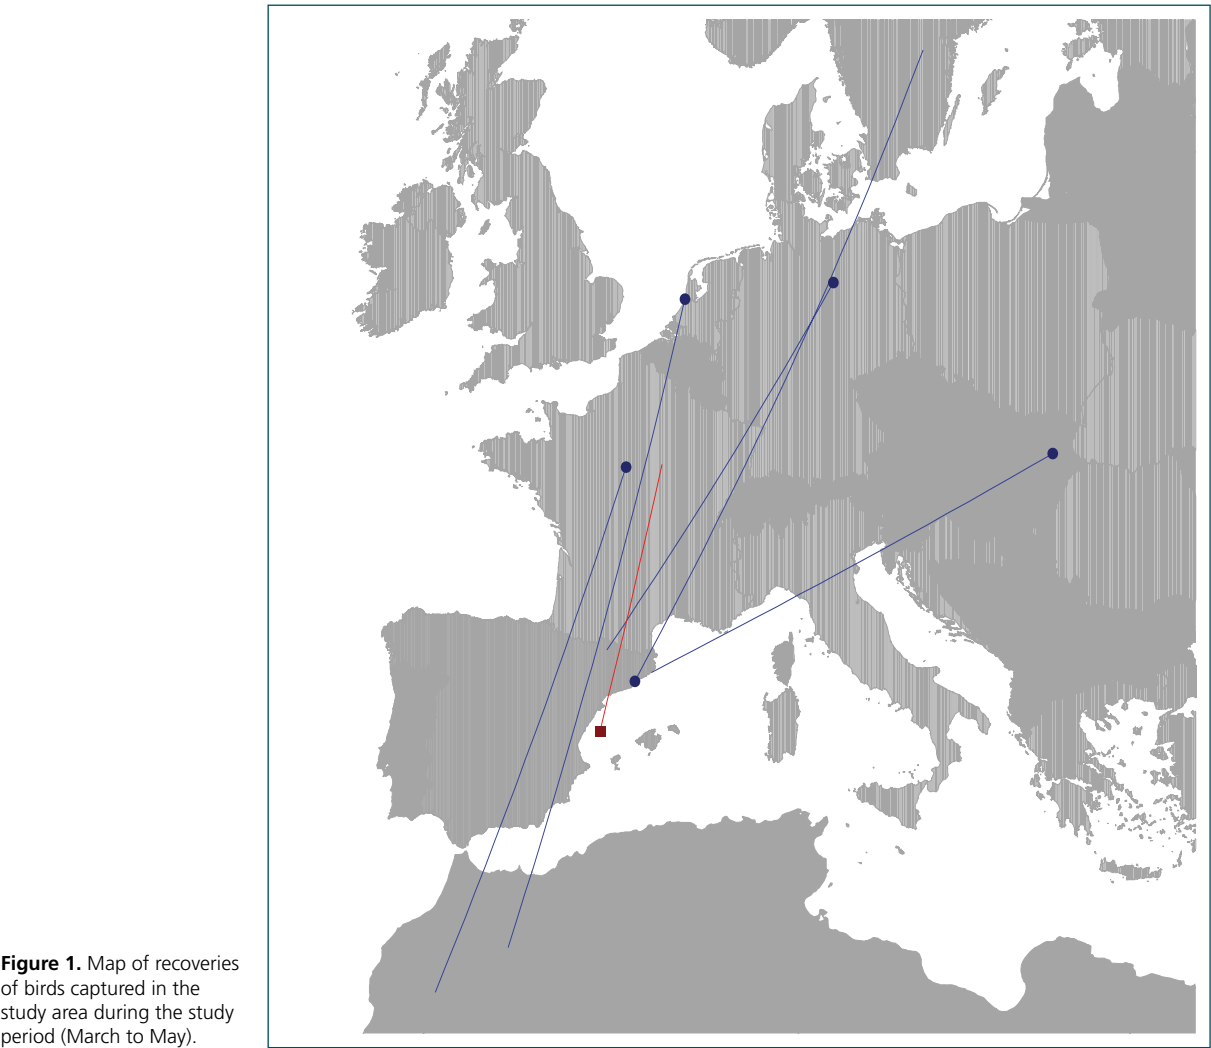 Figure 1. Map of recoveries
of birds captured in the
study area during the study
period (March to May).